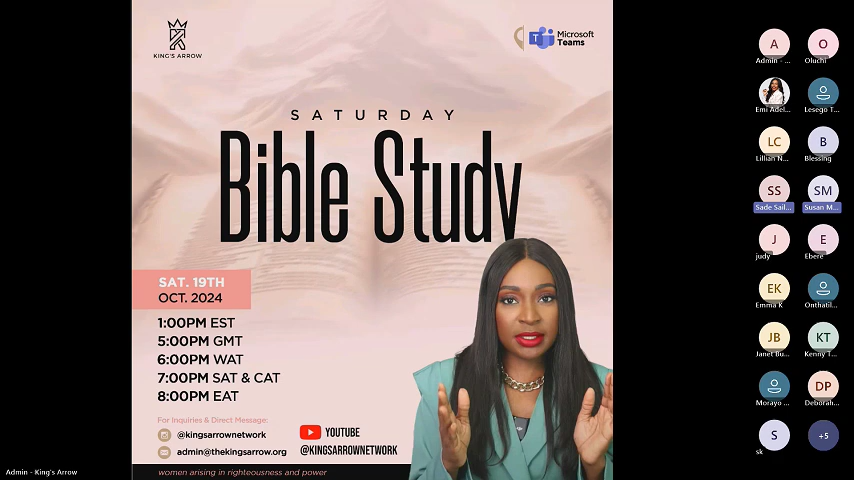 KING'S ARROW
Microsoft
Teams
SATURDAY
Bible Study
SAT. 19TH
OCT. 2024
1:00PM EST
5:00PM GMT
6:00PM WAT
7:00PM SAT & CAT
8:00PM EAT
For Inquiries & Direct Message:
@kingsarrownetwork
admin@thekingsarrow.org
YOUTUBE
@KINGSARROWNETWORK
women arising in righteousness and power
Admin - King's Arrow
A O
Admin - ... Oluchi
Emi Adel... Lesego T...
LC B
Lillian N... Blessing
SS SM
Sade Sail... Susan M...
J E
judy Ebere
EK
Emma K Onthatil...
JB KT
Janet Bu... Kenny T...
DP
Morayo ... Deborah...
S +5
sk